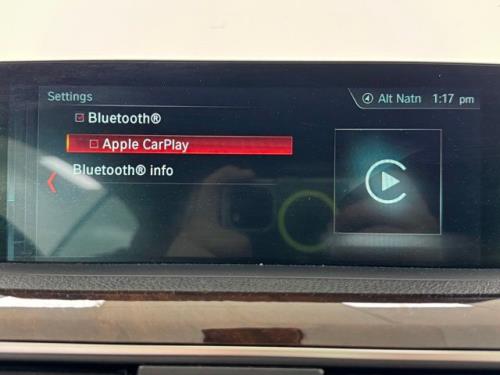 Settings
Alt Natn 1:17 pm
Bluetooth®
Apple CarPlay
Bluetooth® info